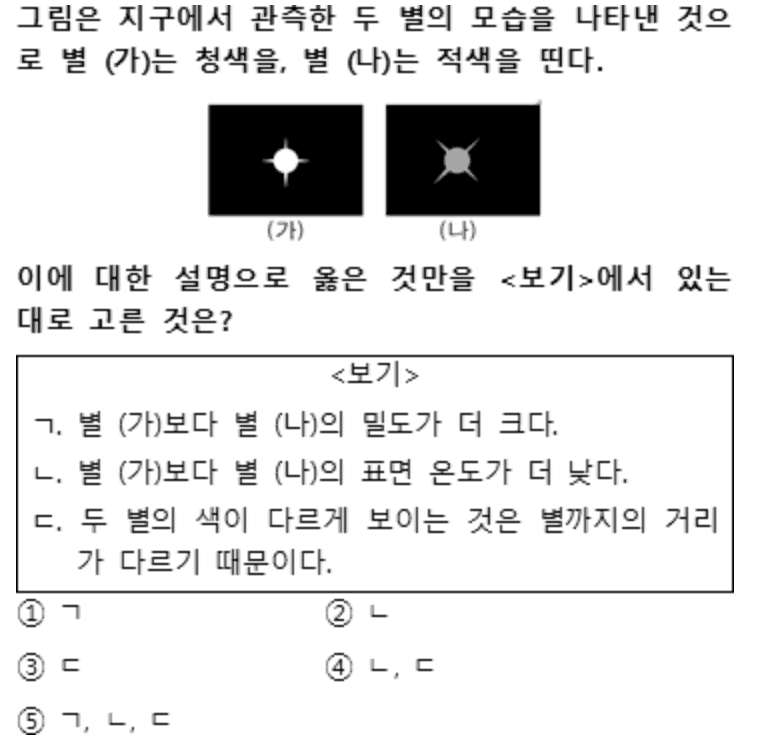 그림은 지구에서 관측한 두 별의 모습을 나타낸 것으
로 별 (가)는 청색을, 별 (나)는 적색을 띤다.
(가) (나)
이에 대한 설명으로 옳은 것만을 <보기>에서 있는
대로 고른 것은?
<보기>
ㄱ. 별 (가)보다 별 (나)의 밀도가 더 크다.
ㄴ. 별 (가)보다 별 (나)의 표면 온도가 더 낮다.
ㄷ. 두 별의 색이 다르게 보이는 것은 별까지의 거리
가 다르기 때문이다.
① ㄱ ② ㄴ
③ ㄷ ④ ㄴ, ㄷ
⑤ ㄱ, ㄴ, ㄷ